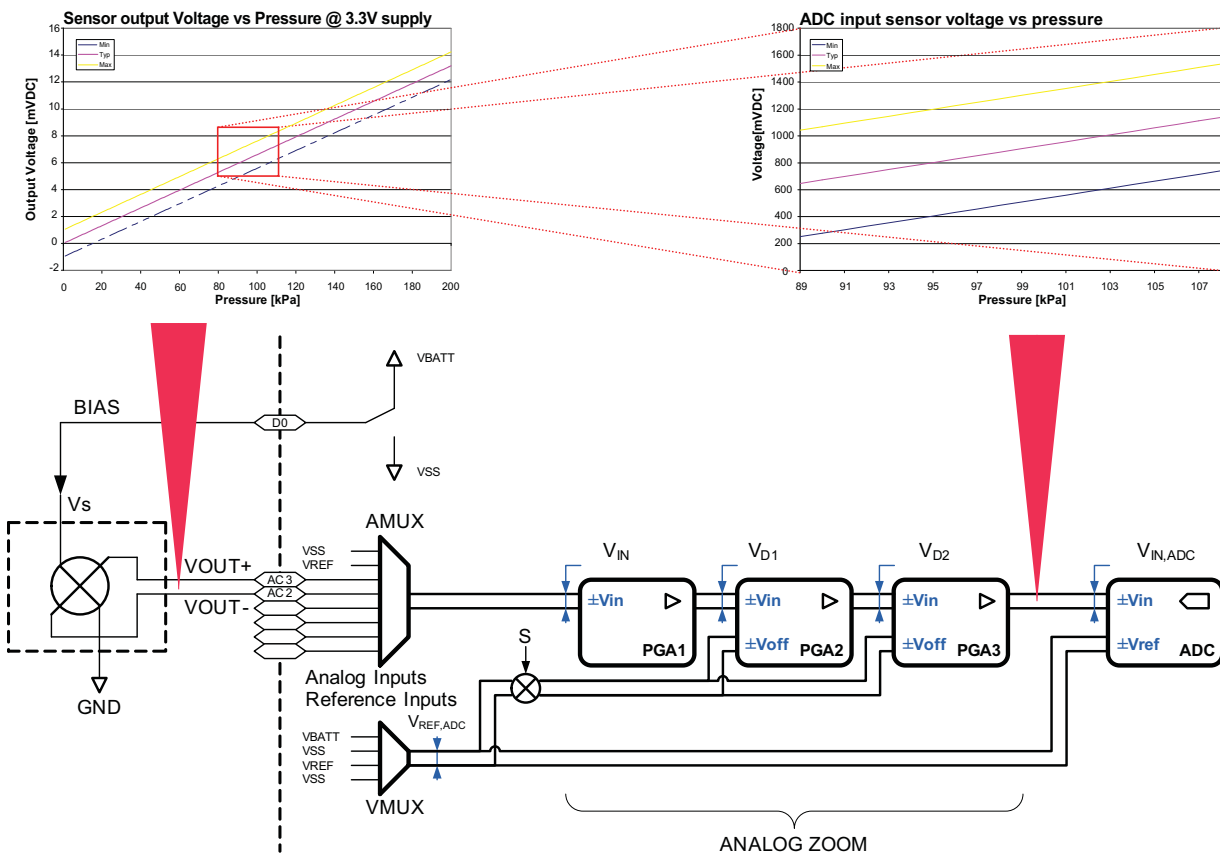 Sensor output Voltage vs Pressure @ 3.3V supply
Min
Typ
Max
16
14
12
10
8
6
4
2
0
-2
Output Voltage [mVDC]
0 20 40 60 80 100 120 140 160 180 200
Pressure [kPa]
ADC input sensor voltage vs pressure
Min
Typ
Max
1800
1600
1400
1200
1000
800
600
400
200
0
Voltage[mVDC]
89 91 93 95 97 99 101 103 105 107
Pressure [kPa]
VBATT
BIAS
D0
VSS
Vs
AMUX
VSS
VREF
VOUT+
AC3
VOUT-
AC2
GND
Analog Inputs
Reference Inputs
VIN
VD1
VD2
VIN,ADC
±Vin
PGA1
±Vin
±Voff
PGA2
±Vin
±Voff
PGA3
±Vin
±Vref
ADC
S
VREF,ADC
VBATT
VSS
VREF
VSS
VMUX
ANALOG ZOOM